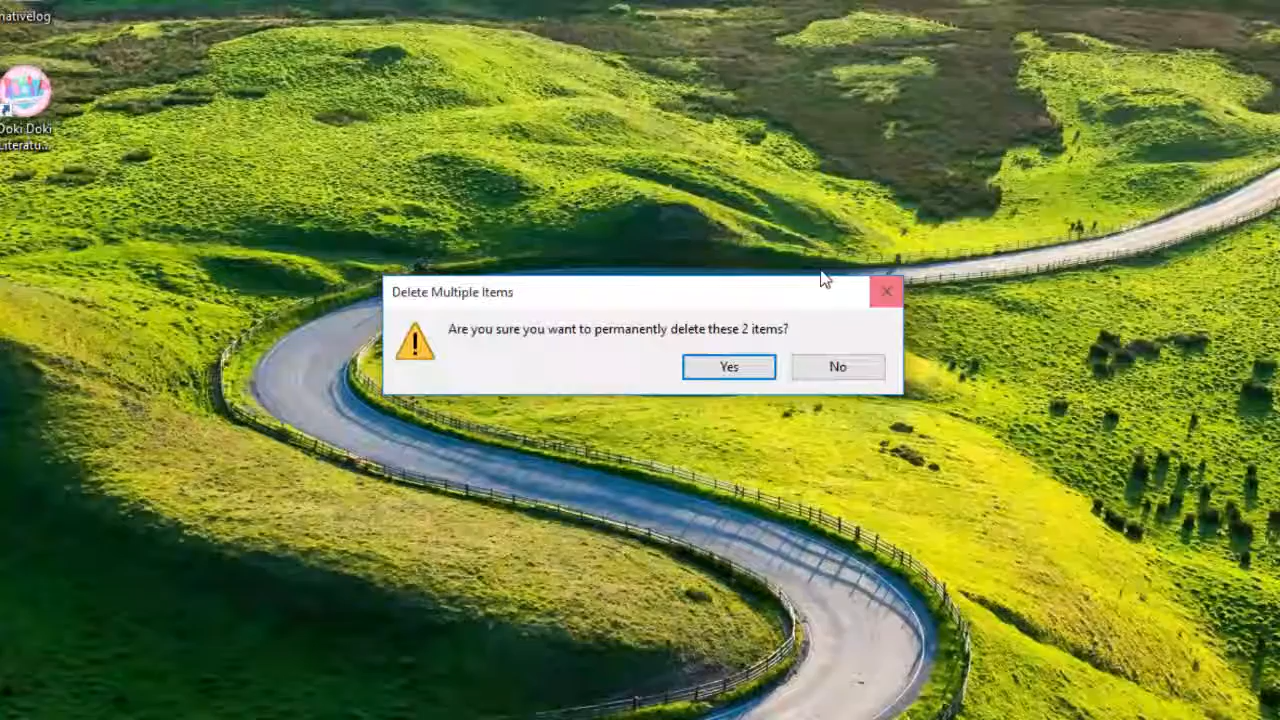 nativelog
Doki Doki
Literatu...
Delete Multiple Items
Are you sure you want to permanently delete these 2 items?
Yes
No